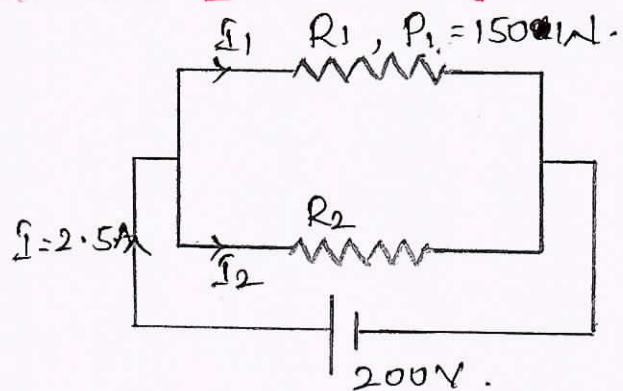 I₁ R₁, P₁ = 150 W.
R₂
I = 2.5A
I₂
200V.